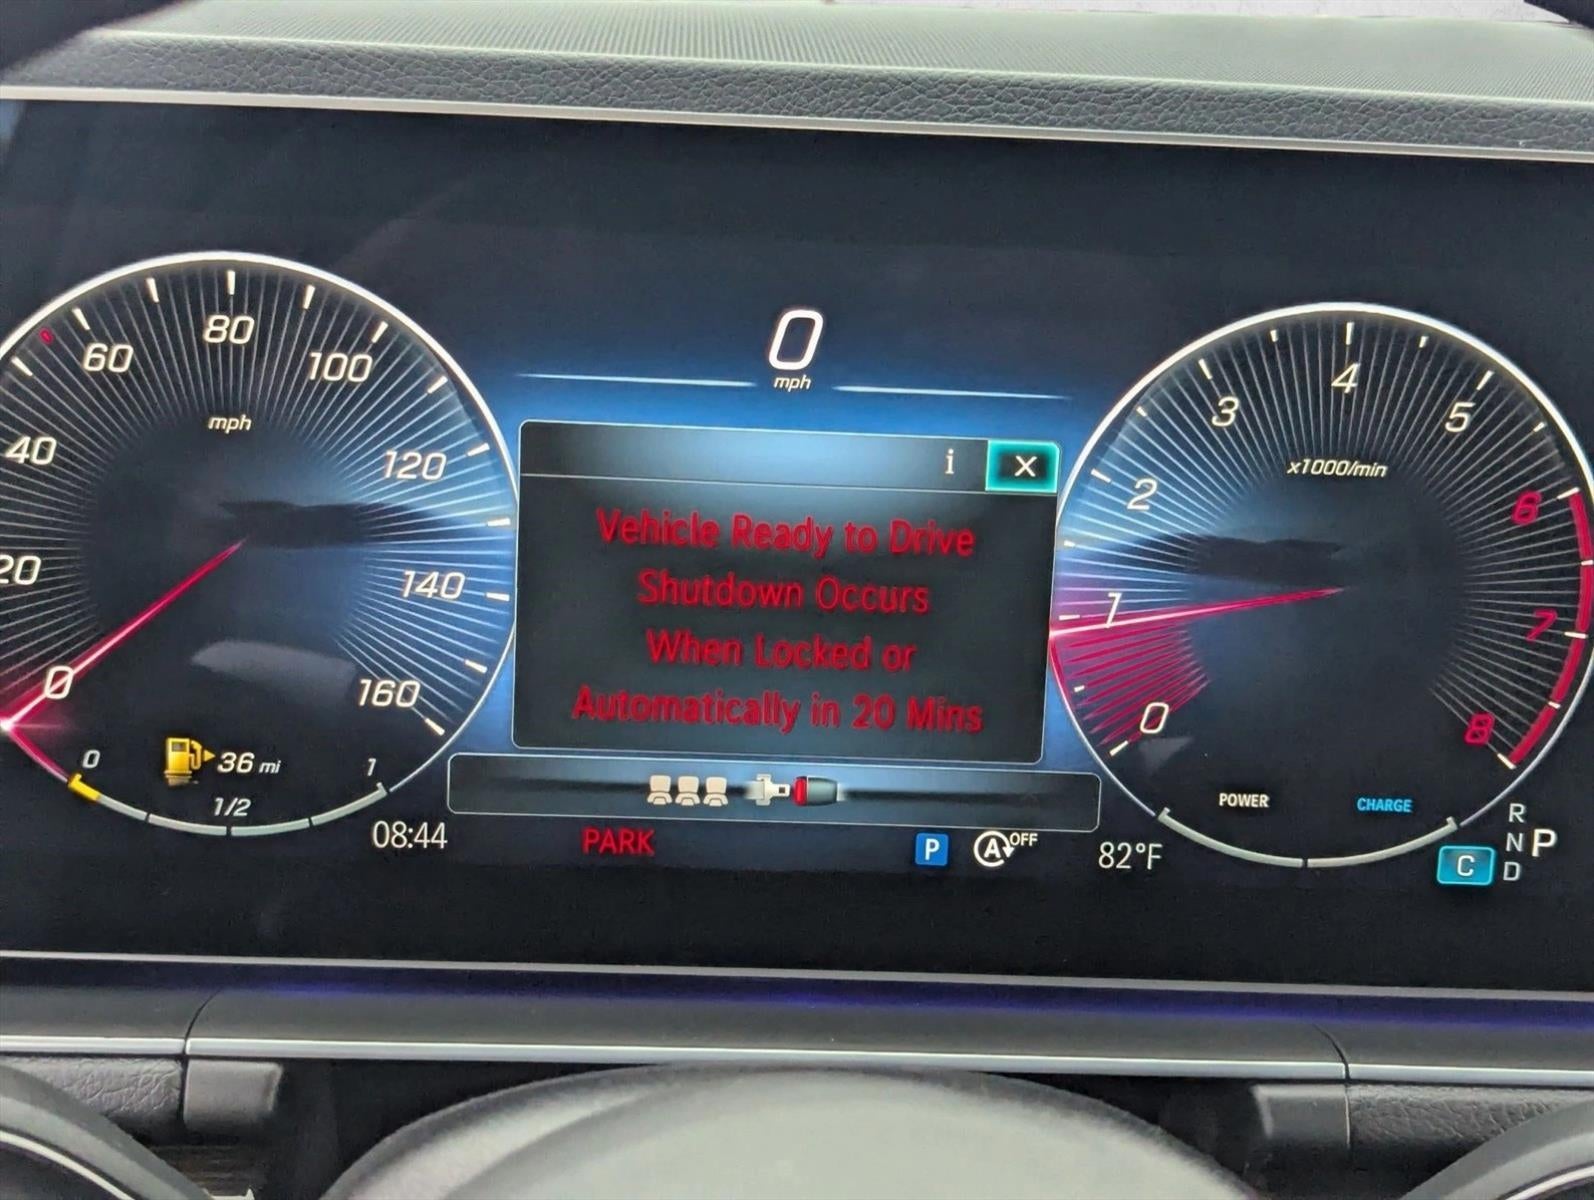 0
mph
i X
Vehicle Ready to Drive
Shutdown Occurs
When Locked or
Automatically in 20 Mins
0 20 40 60 80 100 120 140 160
mph
0 1/2 1
36 mi
08:44
PARK
P
A OFF
82°F
0 1 2 3 4 5 6 7 8
x1000/min
POWER
CHARGE
R
N P
C D